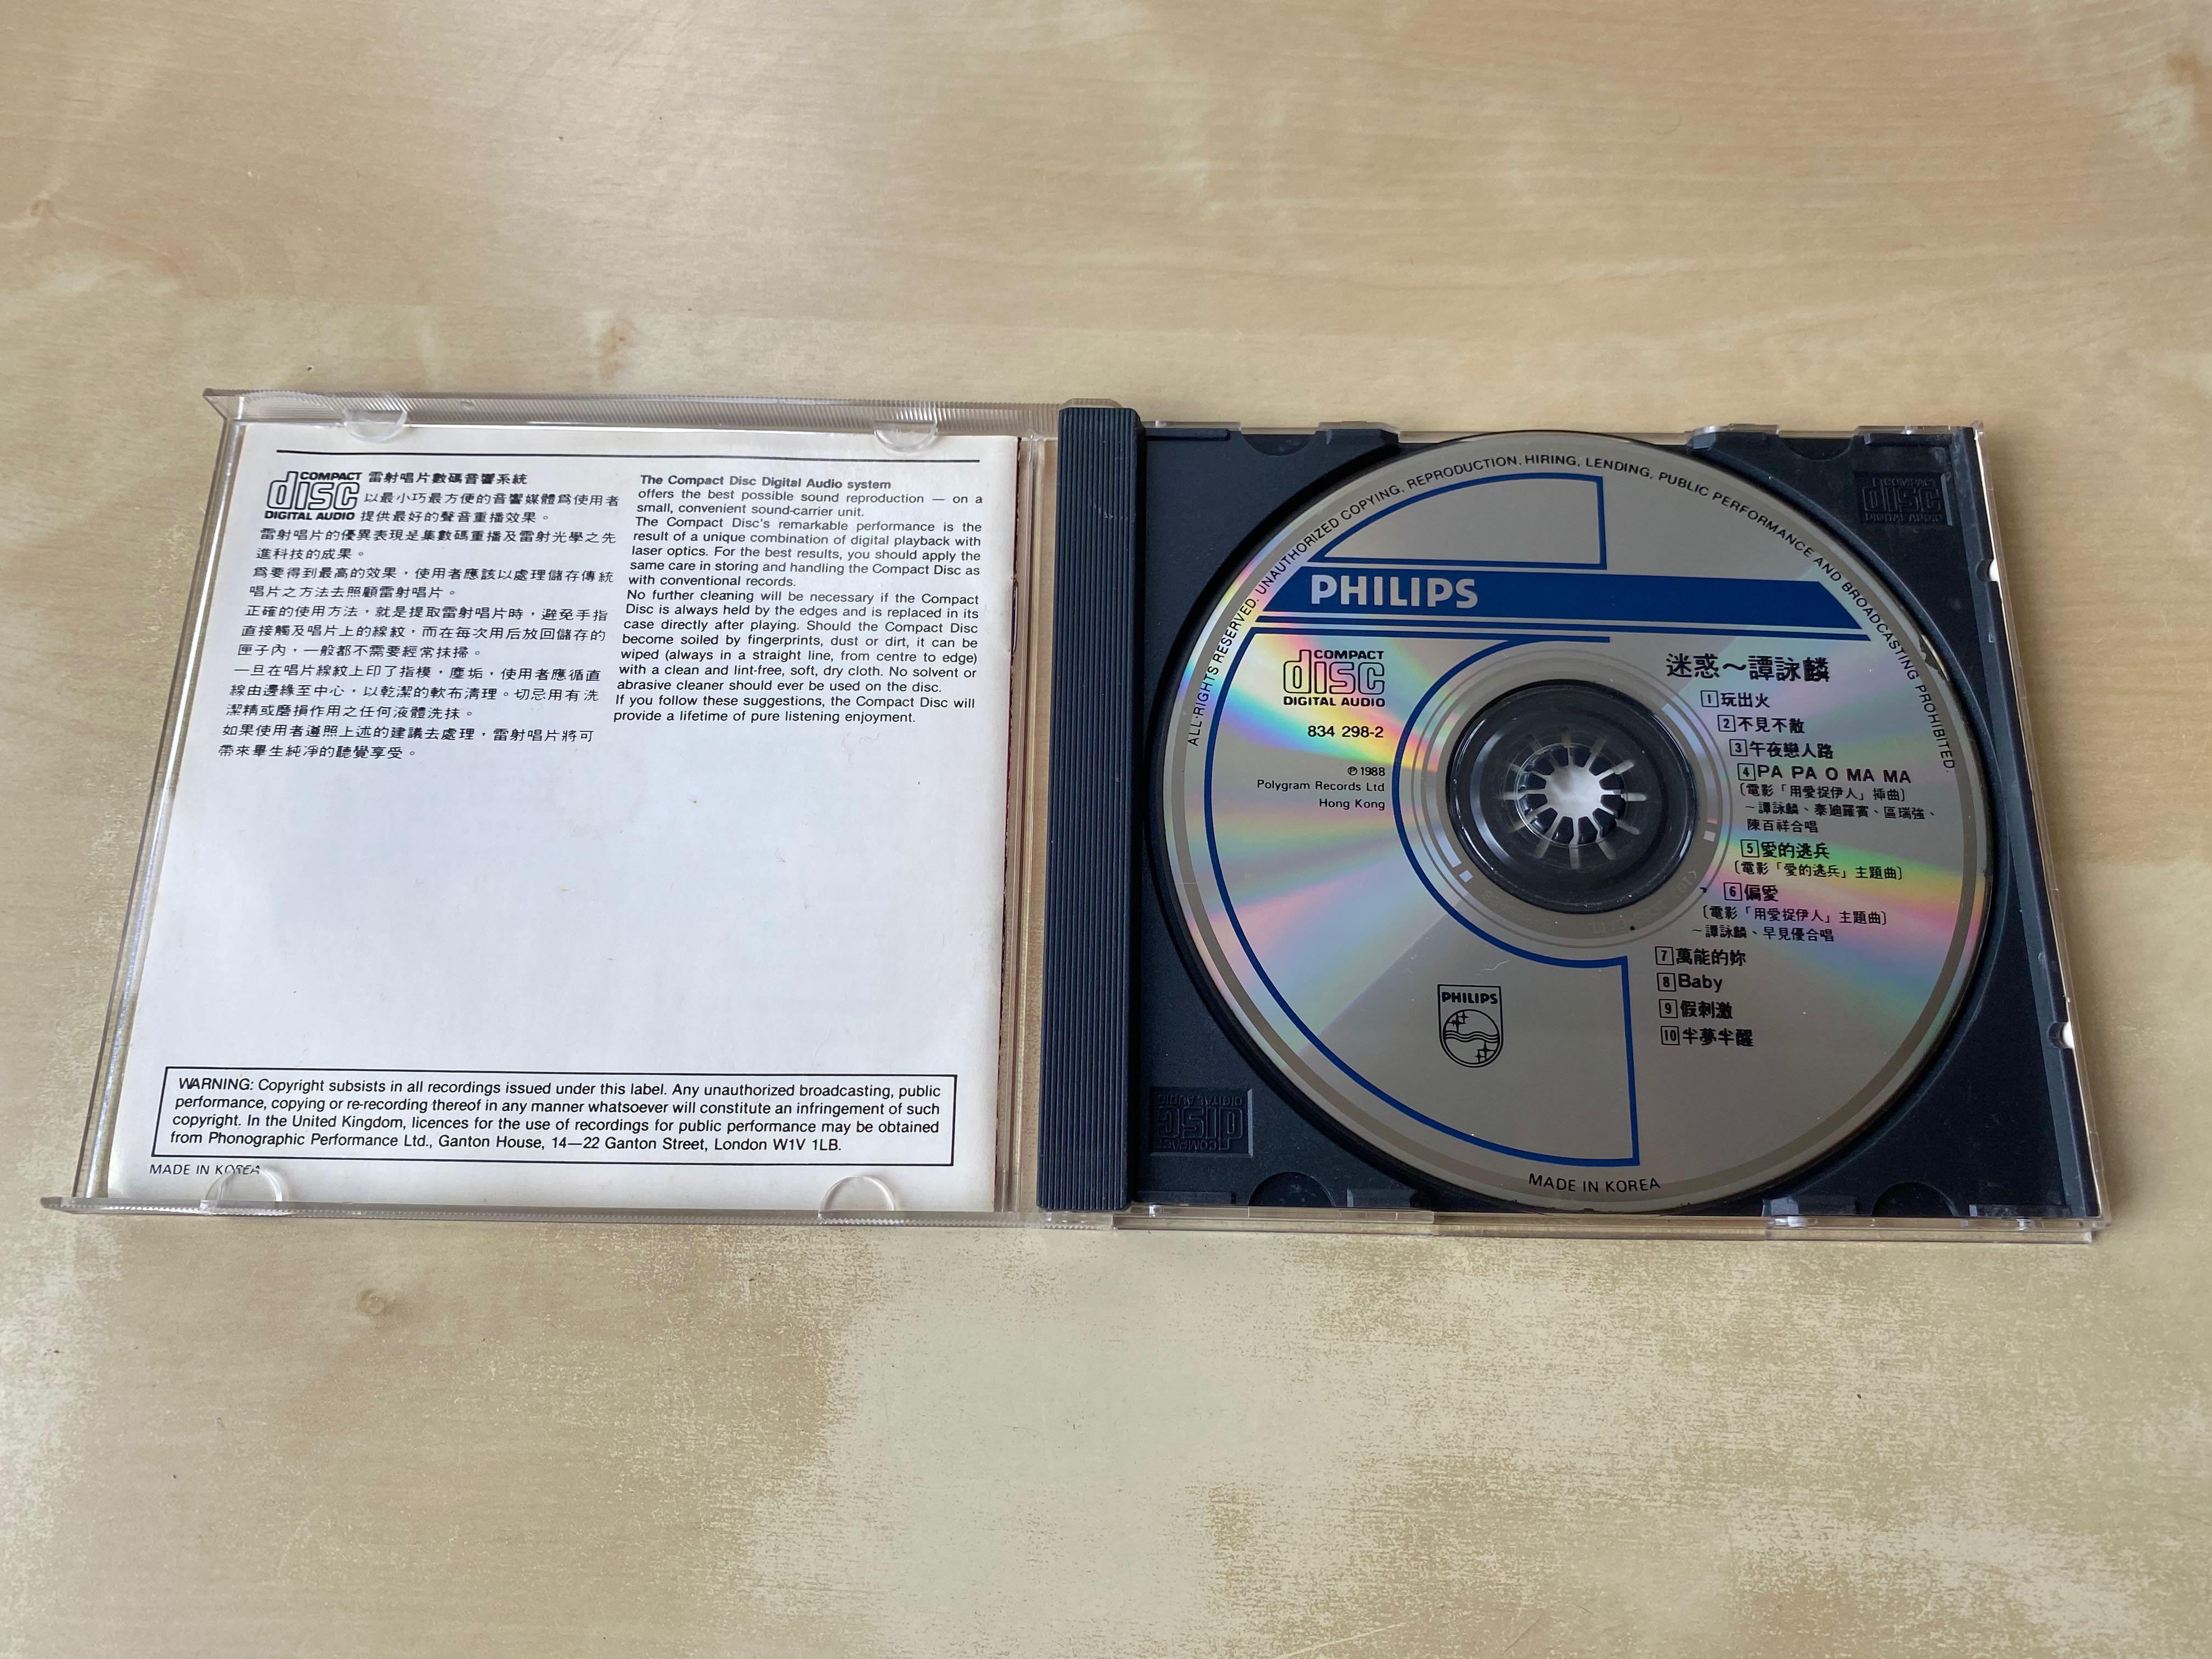 COMPACT
disc
DIGITAL AUDIO
雷射唱片數碼音響系統
以最小巧最方便的音響媒體爲使用者
提供最好的聲音重播效果。
雷射唱片的優異表現是集數碼重播及雷射光學之先
進科技的成果。
爲要得到最高的效果，使用者應該以處理儲存傳統
唱片之方法去照顧雷射唱片。
正確的使用方法，就是提取雷射唱片時，避免手指
直接觸及唱片上的線紋，而在每次用后放回儲存的
匣子內，一般都不需要經常抹掃。
一旦在唱片線紋上印了指模，塵垢，使用者應循直
線由邊緣至中心，以乾潔的軟布清理。切忌用有洗
潔精或磨損作用之任何液體洗抹。
如果使用者遵照上述的建議去處理，雷射唱片將可
帶來畢生純凈的聽覺享受。
The Compact Disc Digital Audio system
offers the best possible sound reproduction — on a
small, convenient sound-carrier unit.
The Compact Disc's remarkable performance is the
result of a unique combination of digital playback with
laser optics. For the best results, you should apply the
same care in storing and handling the Compact Disc as
with conventional records.
No further cleaning will be necessary if the Compact
Disc is always held by the edges and is replaced in its
case directly after playing. Should the Compact Disc
become soiled by fingerprints, dust or dirt, it can be
wiped (always in a straight line, from centre to edge)
with a clean and lint-free, soft, dry cloth. No solvent or
abrasive cleaner should ever be used on the disc.
If you follow these suggestions, the Compact Disc will
provide a lifetime of pure listening enjoyment.
WARNING: Copyright subsists in all recordings issued under this label. Any unauthorized broadcasting, public
performance, copying or re-recording thereof in any manner whatsoever will constitute an infringement of such
copyright. In the United Kingdom, licences for the use of recordings for public performance may be obtained
from Phonographic Performance Ltd., Ganton House, 14—22 Ganton Street, London W1V 1LB.
MADE IN KOREA
ALL RIGHTS RESERVED. UNAUTHORIZED COPYING, REPRODUCTION, HIRING, LENDING, PUBLIC PERFORMANCE AND BROADCASTING PROHIBITED.
PHILIPS
COMPACT
disc
DIGITAL AUDIO
834 298-2
℗ 1988
Polygram Records Ltd
Hong Kong
迷惑～譚詠麟
1 玩出火
2 不見不散
3 午夜戀人路
4 PA PA O MA MA
〔電影「用愛捉伊人」插曲〕
～譚詠麟、泰迪羅賓、區瑞強、
陳百祥合唱
5 愛的逃兵
〔電影「愛的逃兵」主題曲〕
6 偏愛
〔電影「用愛捉伊人」主題曲〕
～譚詠麟、早見優合唱
7 萬能的妳
8 Baby
9 假刺激
10 半夢半醒
PHILIPS
MADE IN KOREA
COMPACT
disc
DIGITAL AUDIO
COMPACT
disc
DIGITAL AUDIO